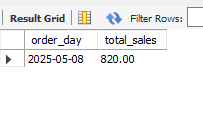 Result Grid Filter Rows:
order_day total_sales
2025-05-08 820.00